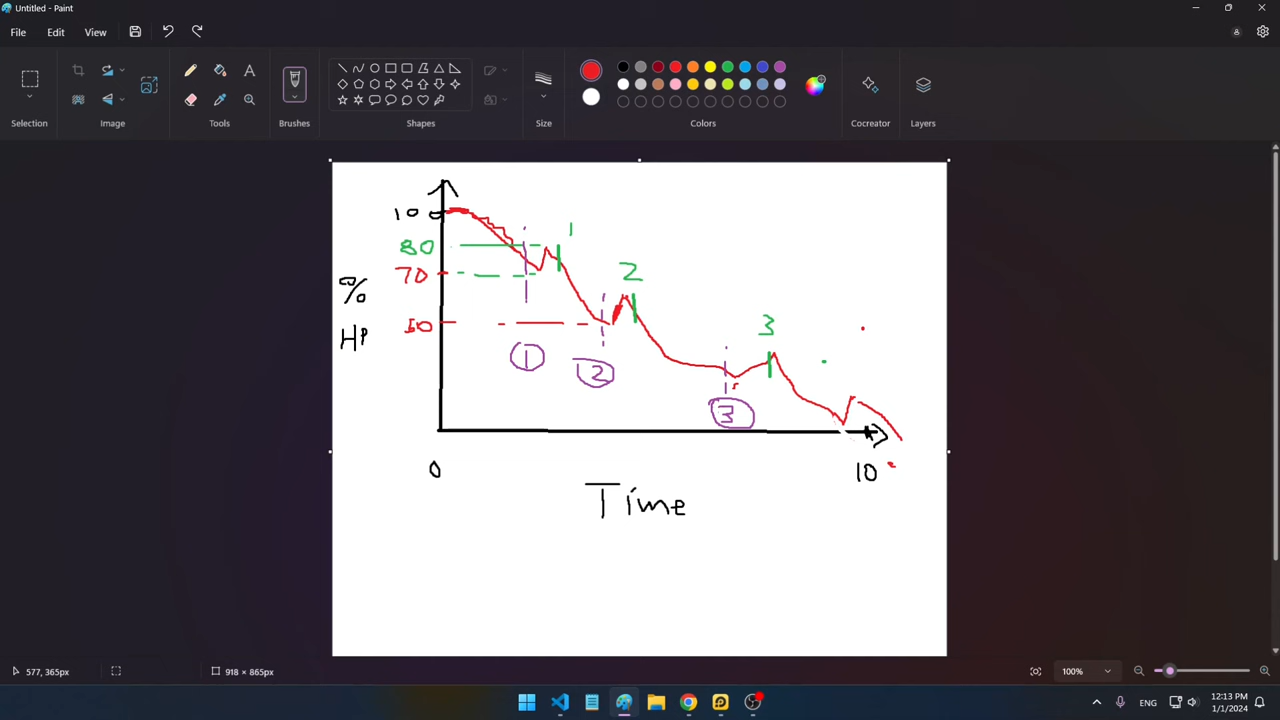 Untitled - Paint
File Edit View
Selection Image Tools Brushes Shapes Size Colors Cocreator Layers
1
10
80
2
70
% HP
3
50
1
2
3
0
10
Time
577, 365px
918 × 865px
100%
ENG
12:13 PM
1/1/2024